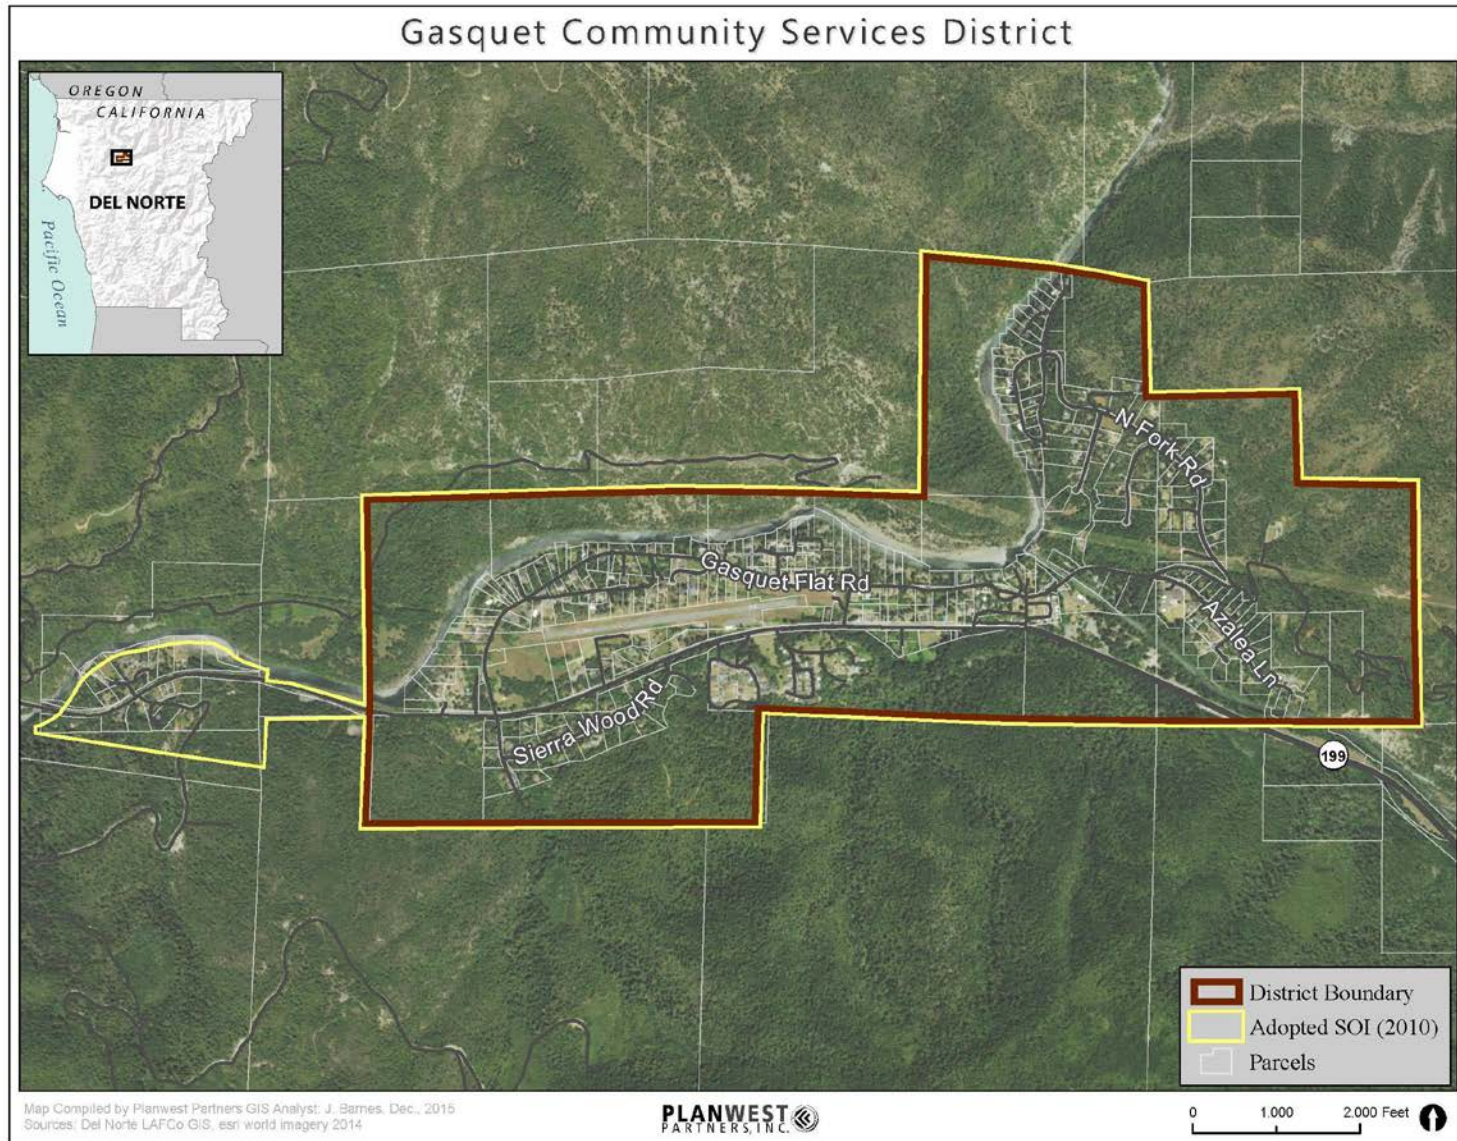 Gasquet Community Services District
OREGON
CALIFORNIA
DEL NORTE
Pacific Ocean
N Fork Rd
Gasquet Flat Rd
Azalea Ln
Sierra Wood Rd
199
District Boundary
Adopted SOI (2010)
Parcels
Map Compiled by Planwest Partners GIS Analyst: J. Barnes. Dec., 2015
Sources: Del Norte LAFCo GIS, esri world imagery 2014
PLANWEST
PARTNERS, INC.
0 1,000 2,000 Feet